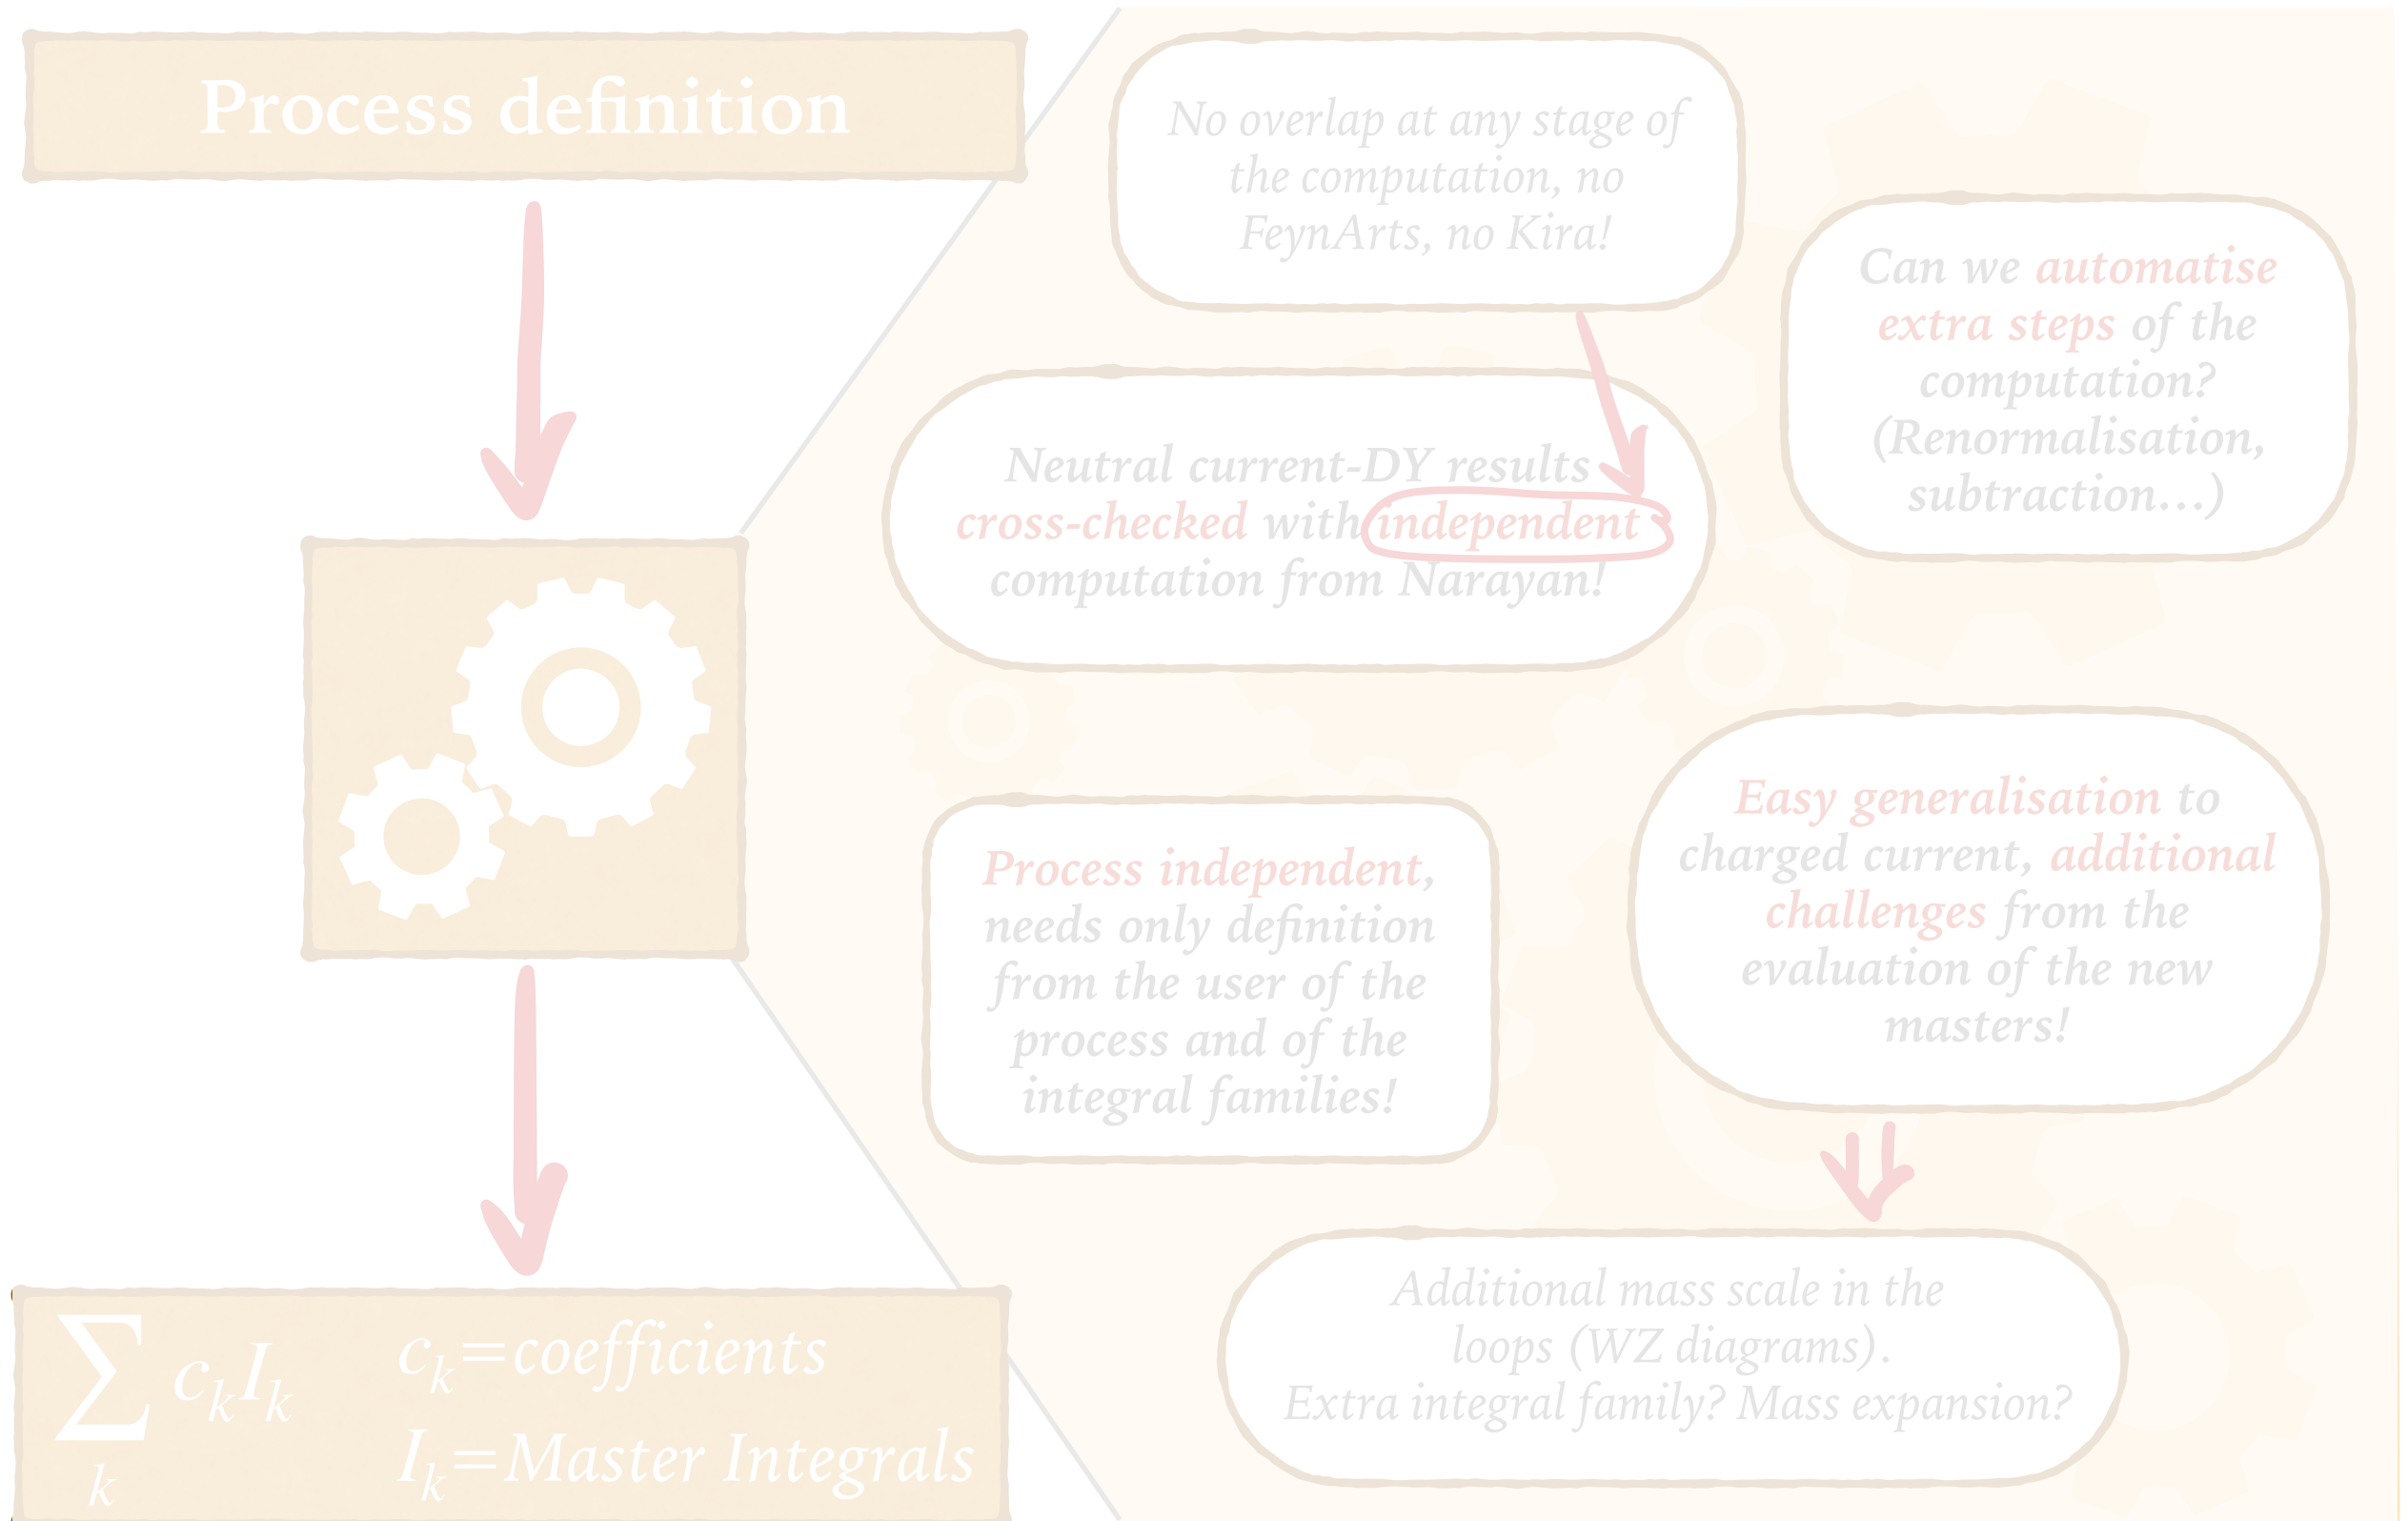 Process definition
No overlap at any stage of
the computation, no
FeynArts, no Kira!
Can we automatise
extra steps of the
computation?
(Renormalisation,
subtraction…)
Neutral current-DY results
cross-checked with independent
computation from Narayan!
Process independent,
needs only definition
from the user of the
process and of the
integral families!
Easy generalisation to
charged current, additional
challenges from the
evaluation of the new
masters!
Additional mass scale in the
loops (WZ diagrams).
Extra integral family? Mass expansion?
∑ c_k I_k
k
c_k=coefficients
I_k=Master Integrals